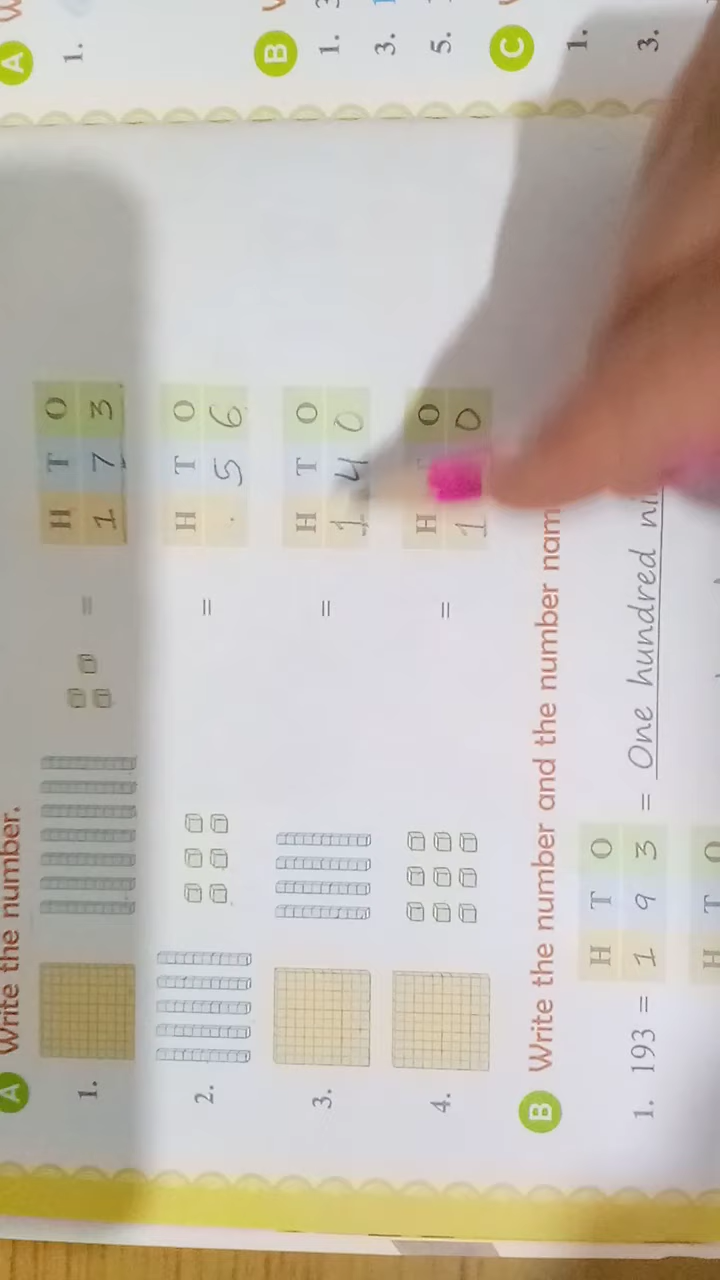 A Write the number.
1. = H T O
1 7 3
2. = H T O
5 6
3. = H T O
1 4 0
4. = H O
1 0
B Write the number and the number nam
H T O
1. 193 = 1 9 3 = One hundred ni
H T O
A
1.
B
1.
3.
5.
C
1.
3.